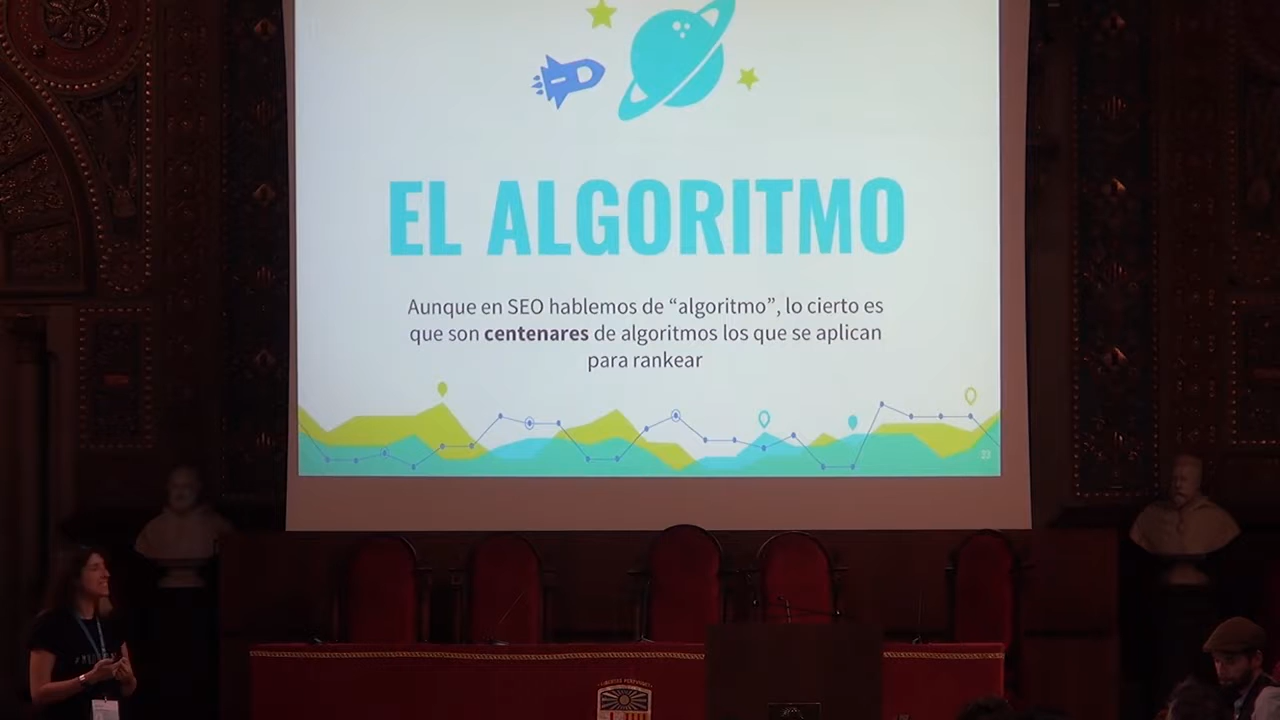 EL ALGORITMO
Aunque en SEO hablemos de “algoritmo”, lo cierto es
que son centenares de algoritmos los que se aplican
para rankear
23